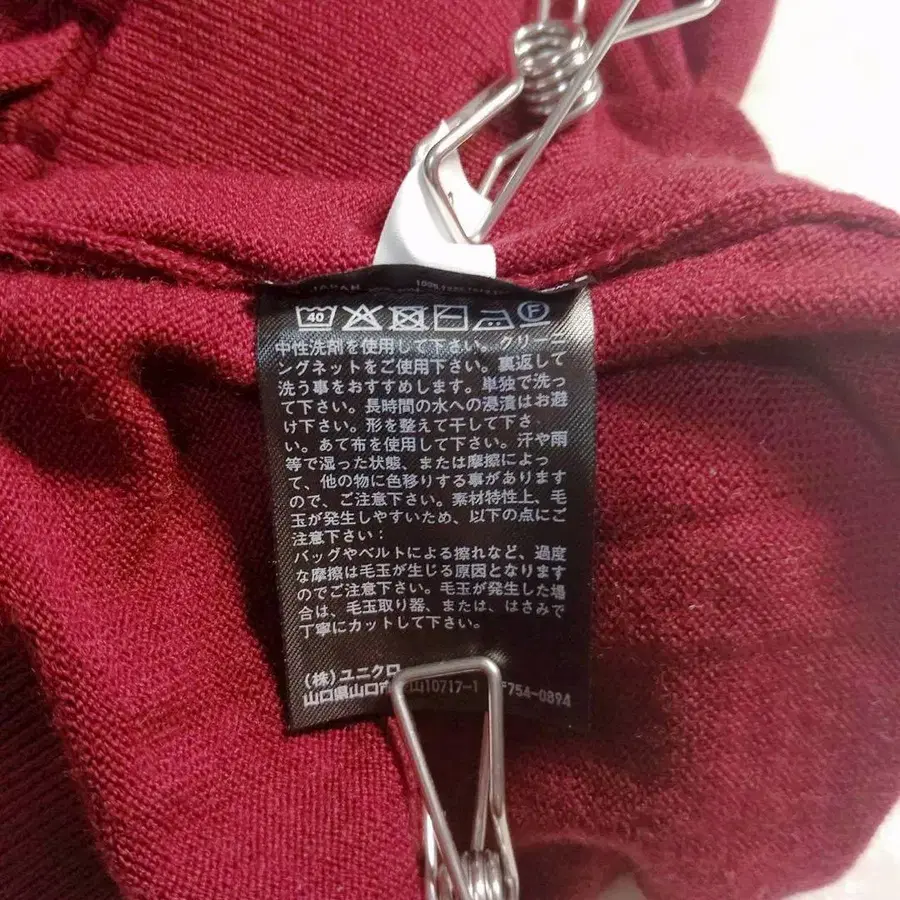 JAPAN
40
F
中性洗剤を使用して下さい。クリーニ
ングネットをご使用下さい。裏返して
洗う事をおすすめします。単独で洗っ
て下さい。長時間の水への浸漬はお避
け下さい。形を整えて干して下さ
い。あて布を使用して下さい。汗や雨
等で湿った状態、または摩擦によっ
て、他の物に色移りする事があります
ので、ご注意下さい。素材特性上、毛
玉が発生しやすいため、以下の点にご
注意下さい：
バッグやベルトによる擦れなど、過度
な摩擦は毛玉が生じる原因となります
のでご注意下さい。毛玉が発生した場
合は、毛玉取り器、または、はさみで
丁寧にカットして下さい。
(株)ユニクロ
山口県山口市 山10717-1 〒754-0894